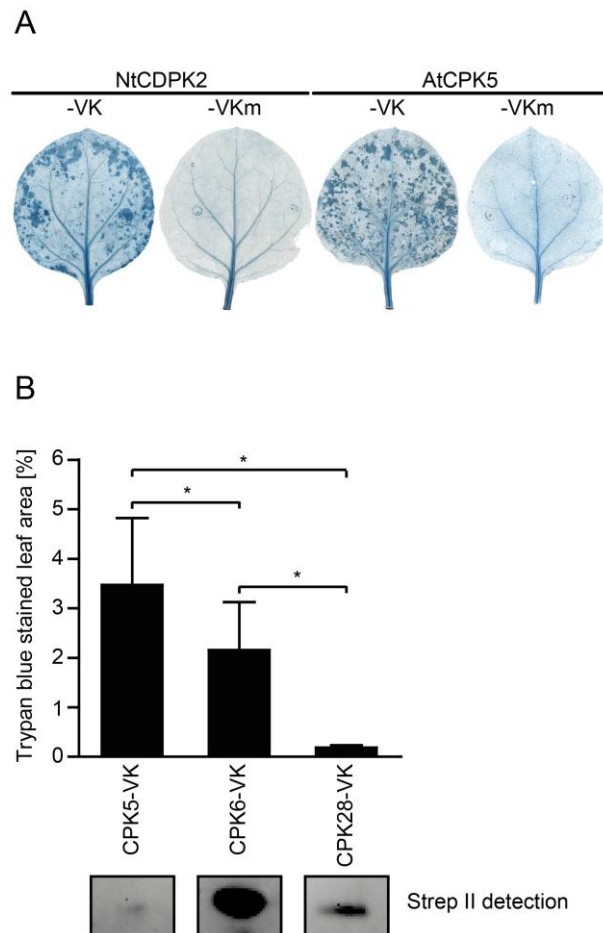 A
NtCDPK2 AtCPK5
-VK -VKm -VK -VKm
B
Trypan blue stained leaf area [%]
6
5
4
3
2
1
0
* 
*
*
CPK5-VK
CPK6-VK
CPK28-VK
Strep II detection